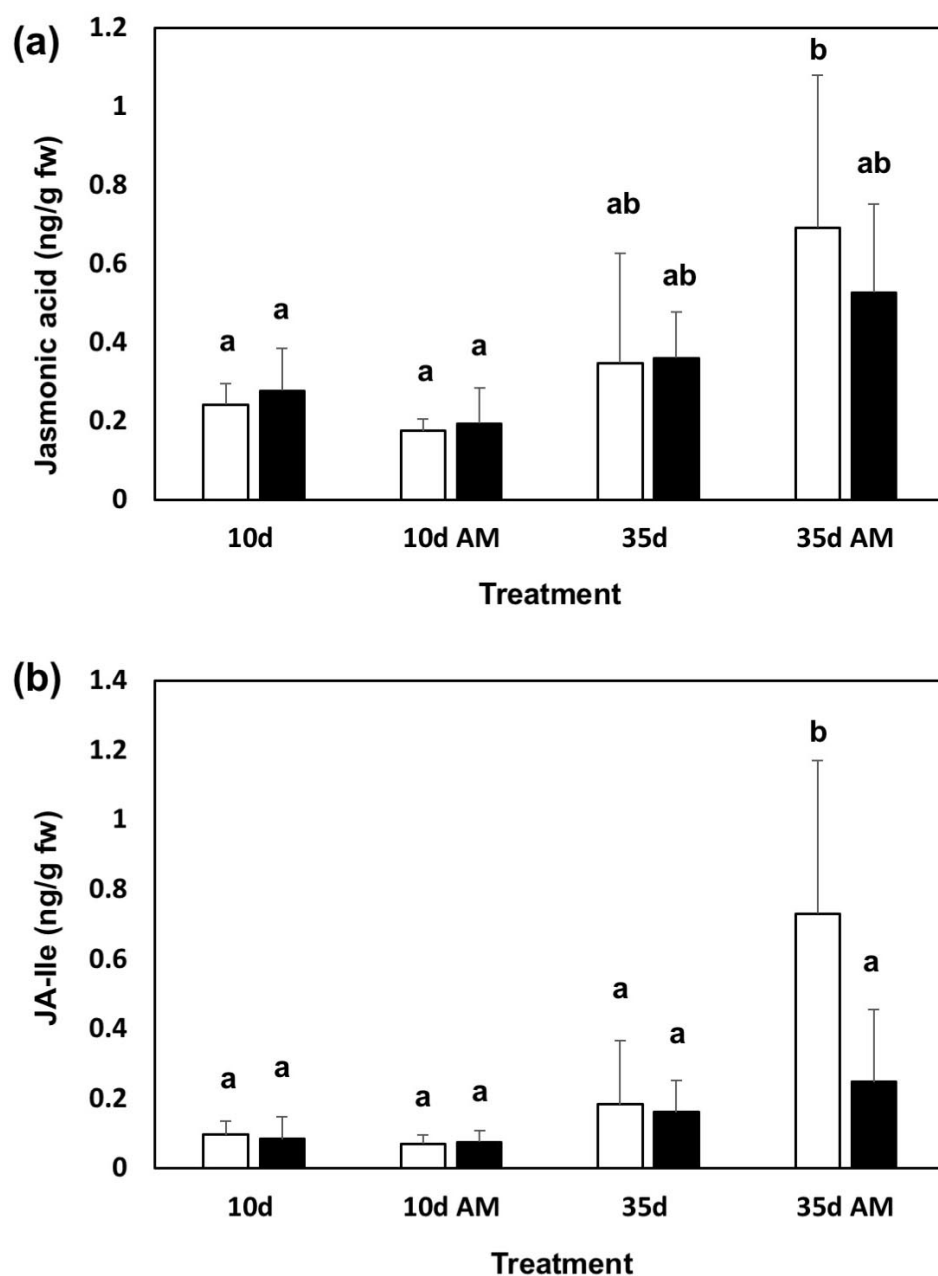 (a)
Jasmonic acid (ng/g fw)
1.2
1
0.8
0.6
0.4
0.2
0
a
a
a
a
ab
ab
b
ab
10d
10d AM
35d
35d AM
Treatment
(b)
JA-Ile (ng/g fw)
1.4
1.2
1
0.8
0.6
0.4
0.2
0
a
a
a
a
a
a
b
a
10d
10d AM
35d
35d AM
Treatment